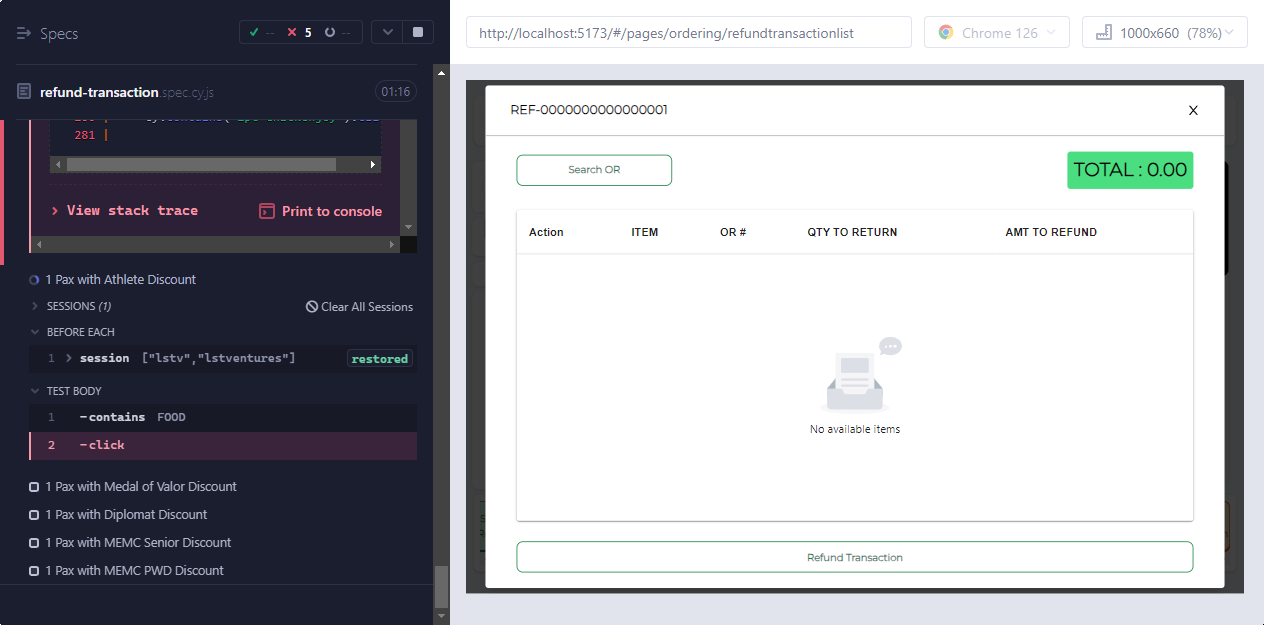 Specs
-- 5 --
refund-transaction.spec.cy.js
01:16
281 |
View stack trace
Print to console
1 Pax with Athlete Discount
SESSIONS (1)
Clear All Sessions
BEFORE EACH
1 session ["lstv","lstventures"] restored
TEST BODY
1 -contains FOOD
2 -click
1 Pax with Medal of Valor Discount
1 Pax with Diplomat Discount
1 Pax with MEMC Senior Discount
1 Pax with MEMC PWD Discount
http://localhost:5173/#/pages/ordering/refundtransactionlist
Chrome 126
1000x660 (78%)
REF-0000000000000001
X
Search OR
TOTAL : 0.00
Action ITEM OR # QTY TO RETURN AMT TO REFUND
No available items
Refund Transaction